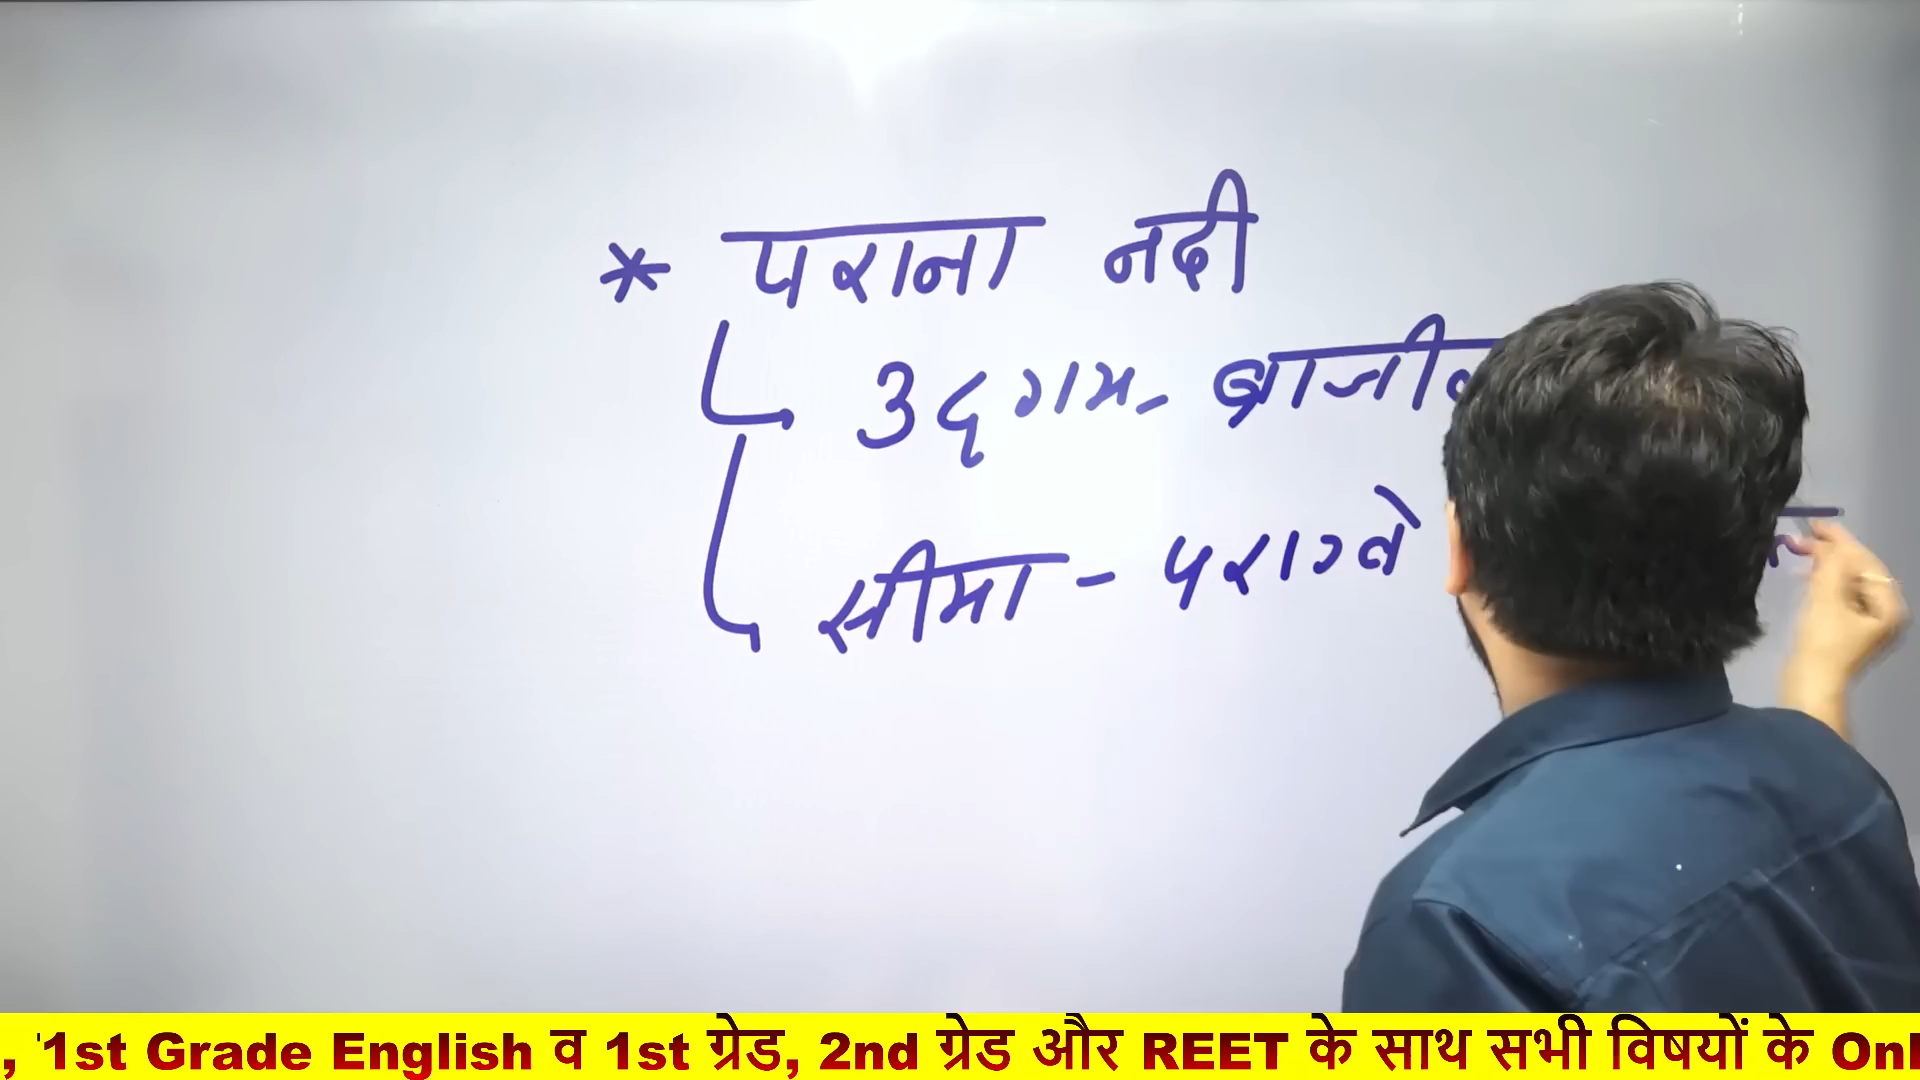 * पराना नदी
उद्गम - ब्राजील
सीमा - पराग्वे
, '1st Grade English व 1st ग्रेड, 2nd ग्रेड और REET के साथ सभी विषयों के Onl